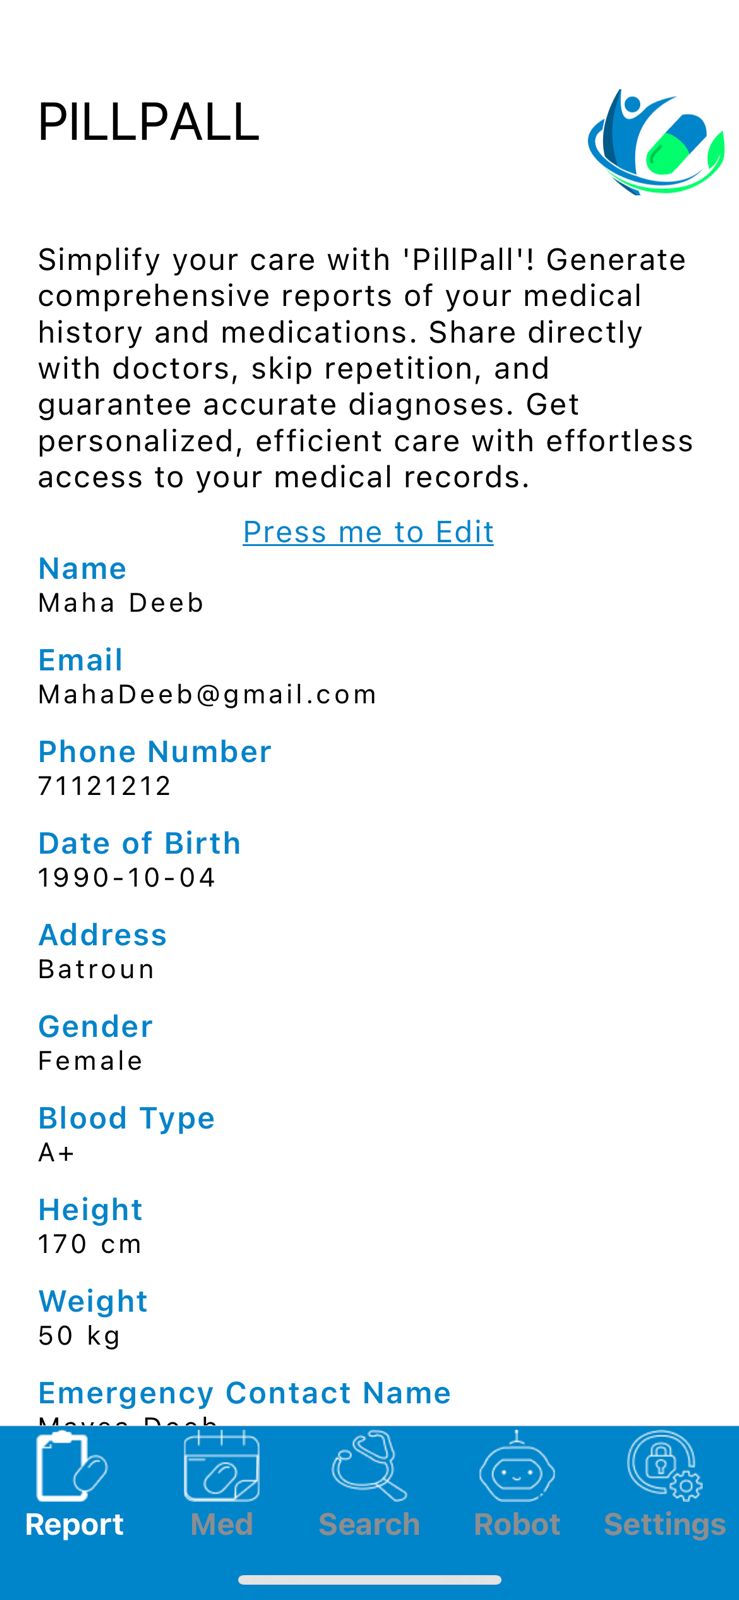 PILLPALL
Simplify your care with 'PillPall'! Generate
comprehensive reports of your medical
history and medications. Share directly
with doctors, skip repetition, and
guarantee accurate diagnoses. Get
personalized, efficient care with effortless
access to your medical records.
Press me to Edit
Name
Maha Deeb
Email
MahaDeeb@gmail.com
Phone Number
71121212
Date of Birth
1990-10-04
Address
Batroun
Gender
Female
Blood Type
A+
Height
170 cm
Weight
50 kg
Emergency Contact Name
Deeb
Report Med Search Robot Settings